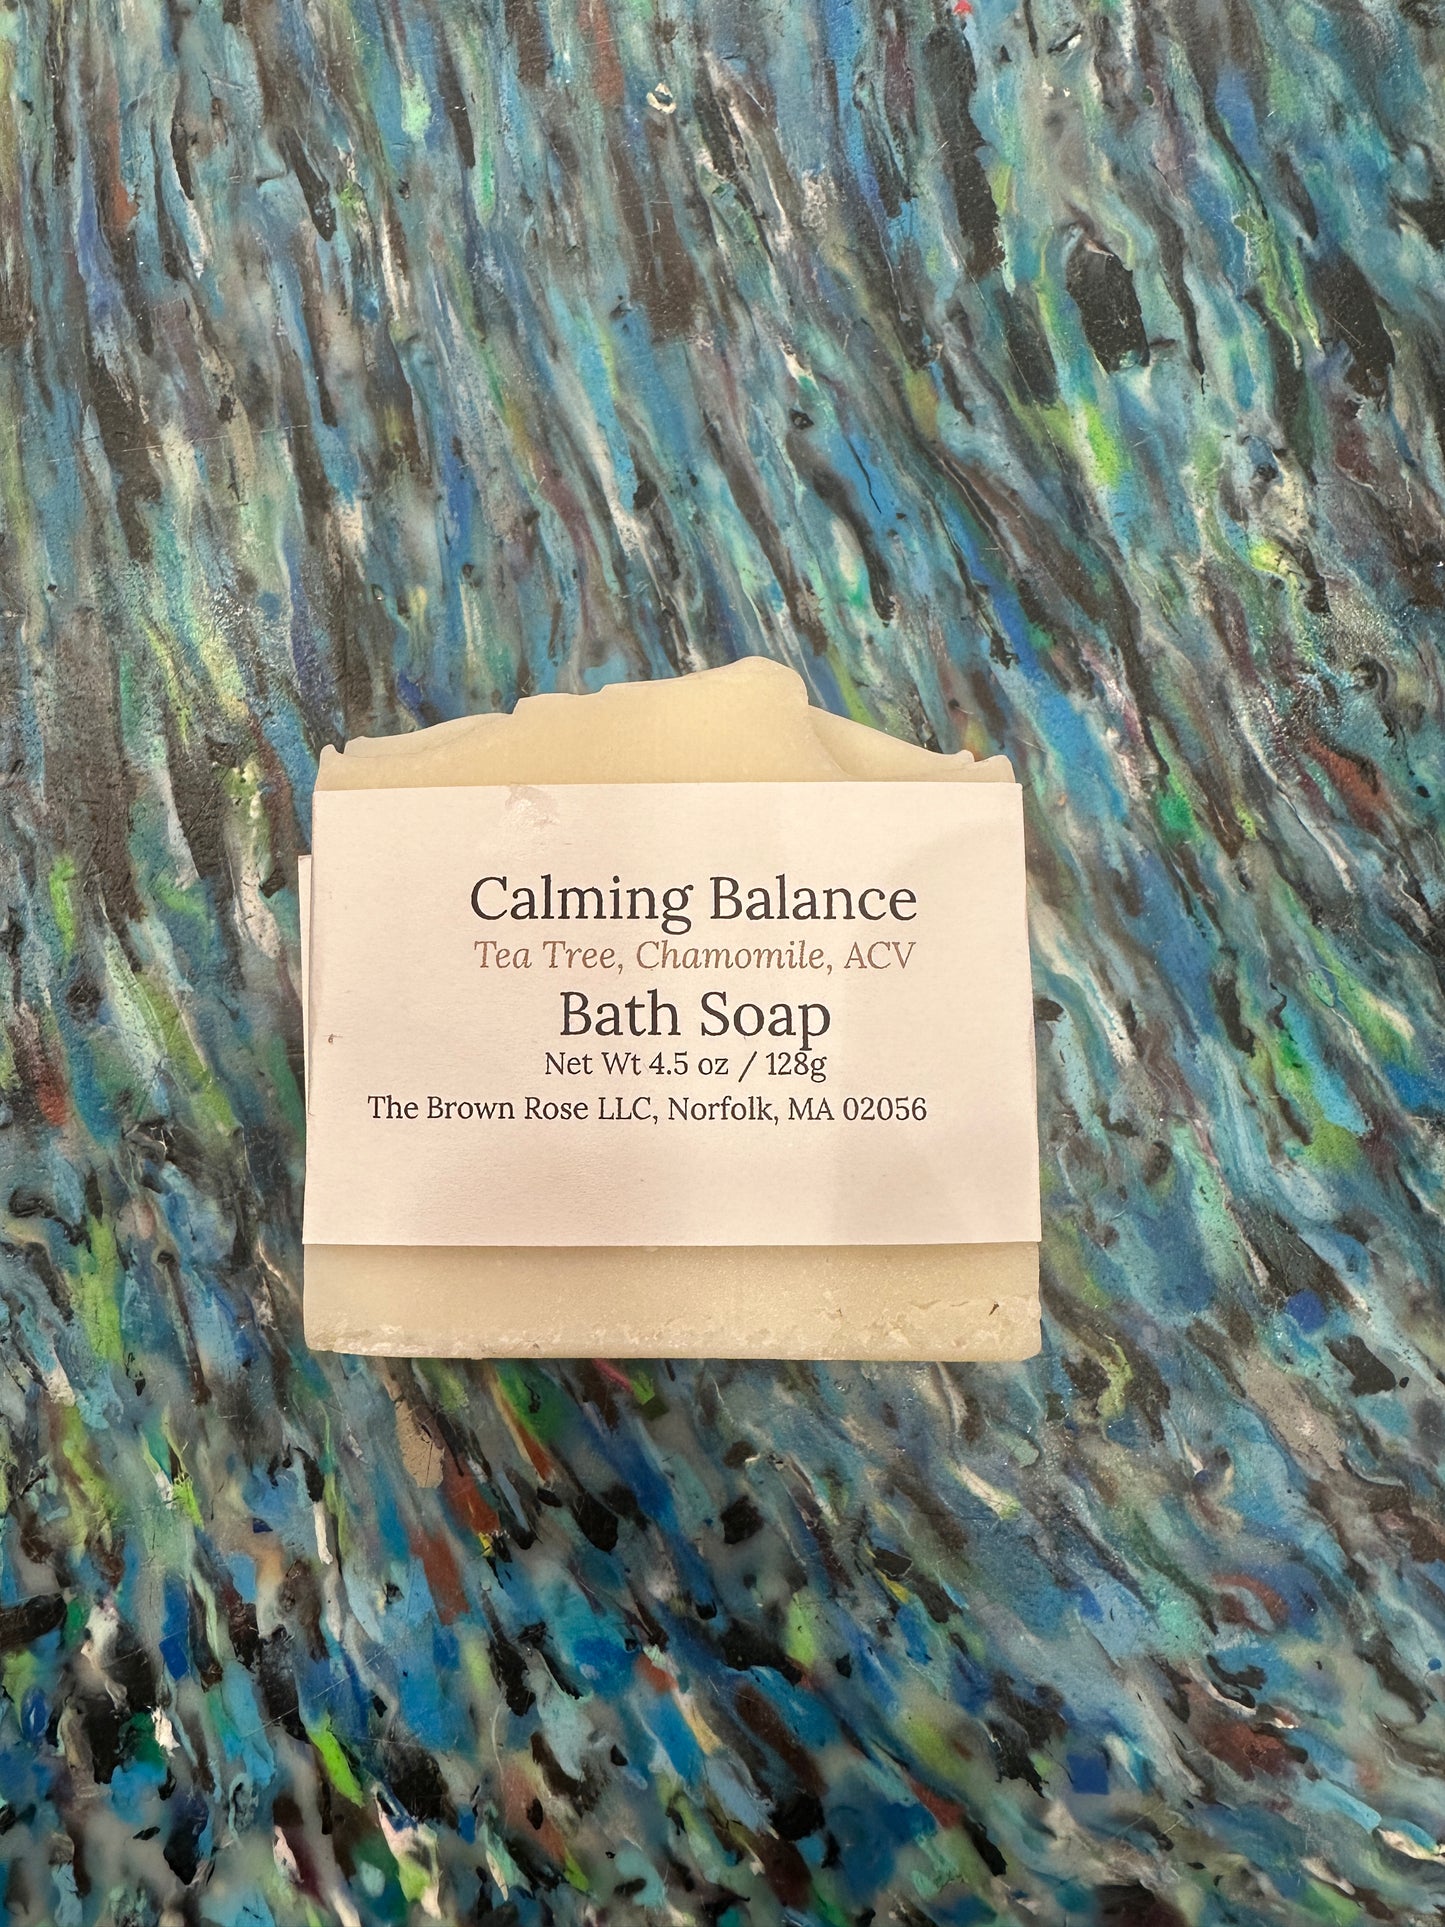 Calming Balance
Tea Tree, Chamomile, ACV
Bath Soap
Net Wt 4.5 oz / 128g
The Brown Rose LLC, Norfolk, MA 02056